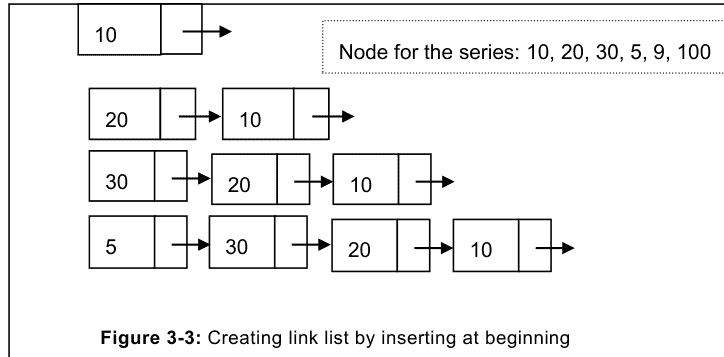 10
Node for the series: 10, 20, 30, 5, 9, 100
20 10
30 20 10
5 30 20 10
Figure 3-3: Creating link list by inserting at beginning